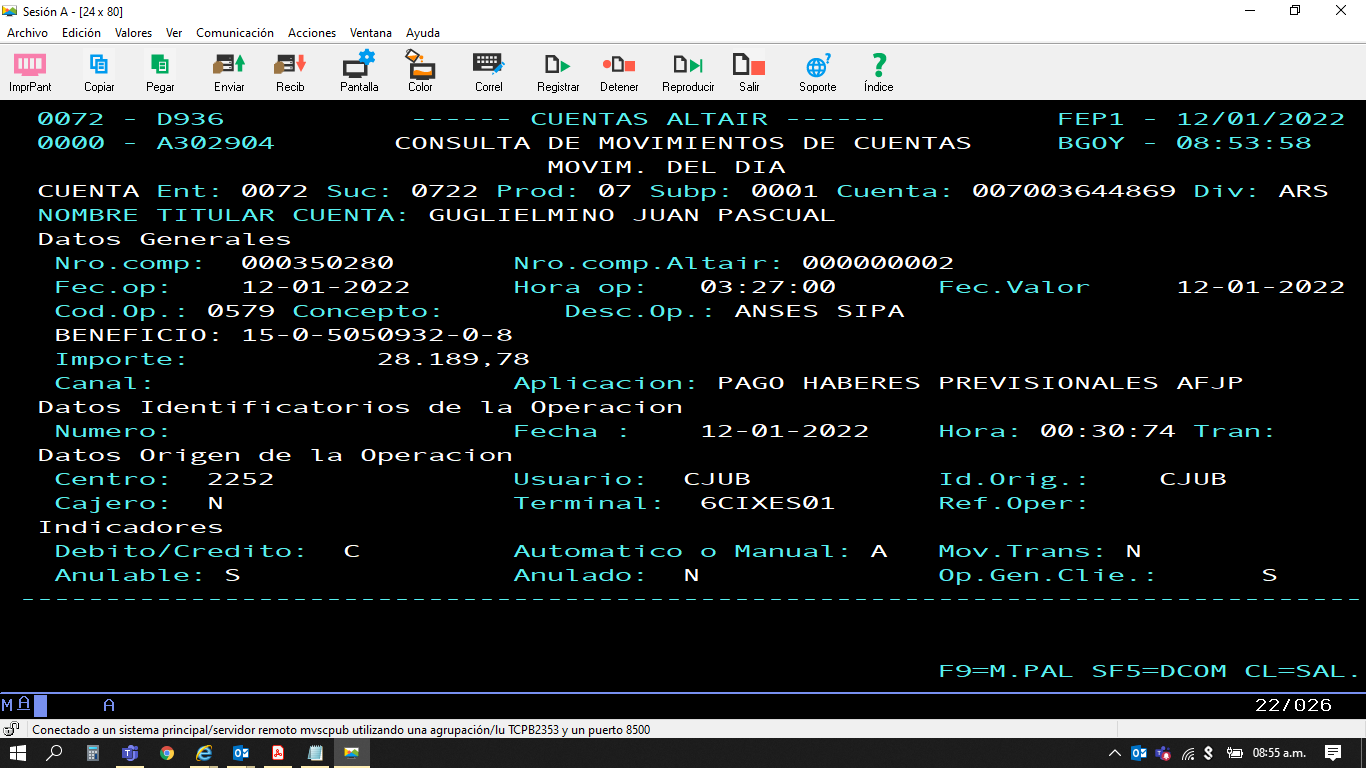 Sesión A - [24 x 80]
Archivo Edición Valores Ver Comunicación Acciones Ventana Ayuda
ImprPant Copiar Pegar Enviar Recib Pantalla Color Correl Registrar Detener Reproducir Salir Soporte Índice
0072 - D936 ------ CUENTAS ALTAIR ------ FEP1 - 12/01/2022
0000 - A302904 CONSULTA DE MOVIMIENTOS DE CUENTAS BGOY - 08:53:58
MOVIM. DEL DIA
CUENTA Ent: 0072 Suc: 0722 Prod: 07 Subp: 0001 Cuenta: 007003644869 Div: ARS
NOMBRE TITULAR CUENTA: GUGLIELMINO JUAN PASCUAL
Datos Generales
Nro.comp: 000350280 Nro.comp.Altair: 000000002
Fec.op: 12-01-2022 Hora op: 03:27:00 Fec.Valor 12-01-2022
Cod.Op.: 0579 Concepto: Desc.Op.: ANSES SIPA
BENEFICIO: 15-0-5050932-0-8
Importe: 28.189,78
Canal: Aplicacion: PAGO HABERES PREVISIONALES AFJP
Datos Identificatorios de la Operacion
Numero: Fecha : 12-01-2022 Hora: 00:30:74 Tran:
Datos Origen de la Operacion
Centro: 2252 Usuario: CJUB Id.Orig.: CJUB
Cajero: N Terminal: 6CIXES01 Ref.Oper:
Indicadores
Debito/Credito: C Automatico o Manual: A Mov.Trans: N
Anulable: S Anulado: N Op.Gen.Clie.: S
--------------------------------------------------------------------------------
F9=M.PAL SF5=DCOM CL=SAL.
MA A 22/026
Conectado a un sistema principal/servidor remoto mvscpub utilizando una agrupación/lu TCPB2353 y un puerto 8500
08:55 a.m.